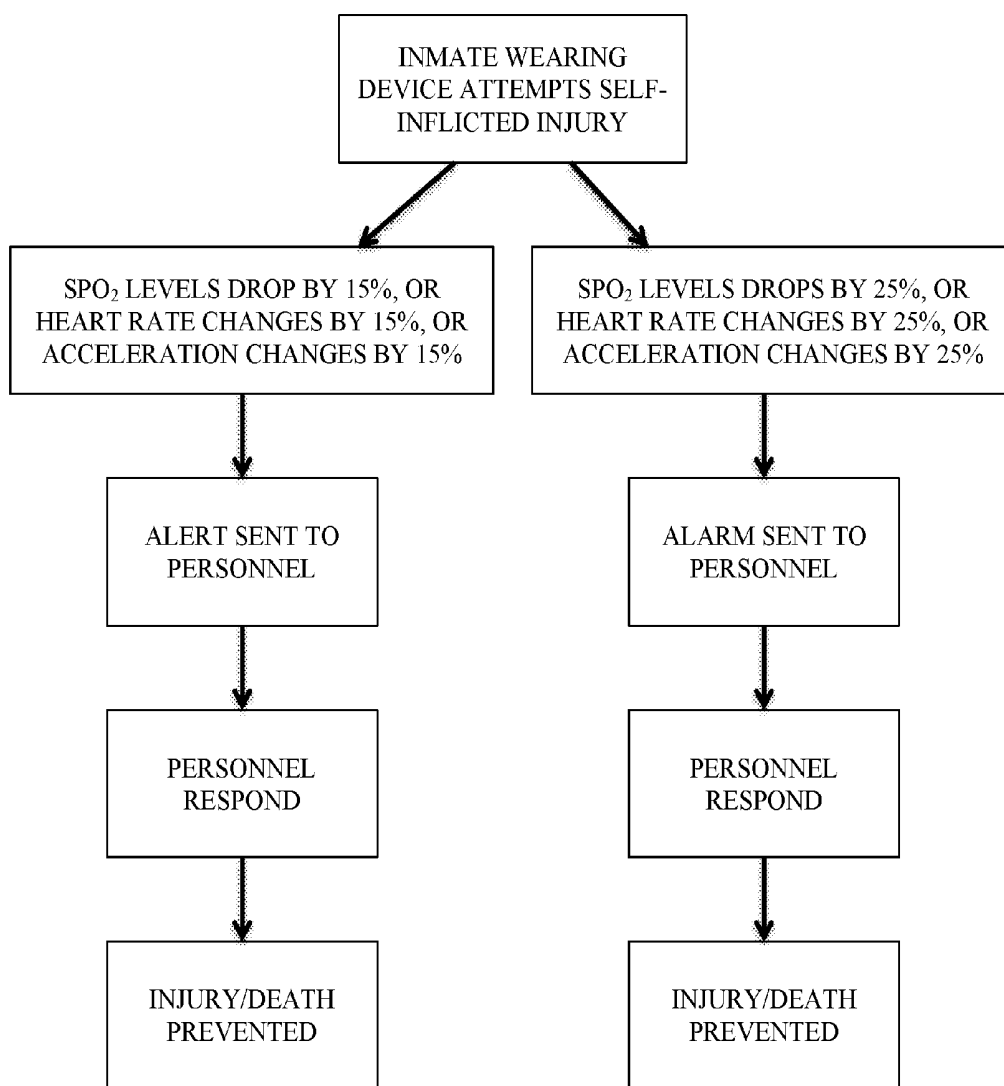 INMATE WEARING
DEVICE ATTEMPTS SELF-
INFLICTED INJURY
SPO₂ LEVELS DROP BY 15%, OR
HEART RATE CHANGES BY 15%, OR
ACCELERATION CHANGES BY 15%
SPO₂ LEVELS DROPS BY 25%, OR
HEART RATE CHANGES BY 25%, OR
ACCELERATION CHANGES BY 25%
ALERT SENT TO
PERSONNEL
ALARM SENT TO
PERSONNEL
PERSONNEL
RESPOND
PERSONNEL
RESPOND
INJURY/DEATH
PREVENTED
INJURY/DEATH
PREVENTED